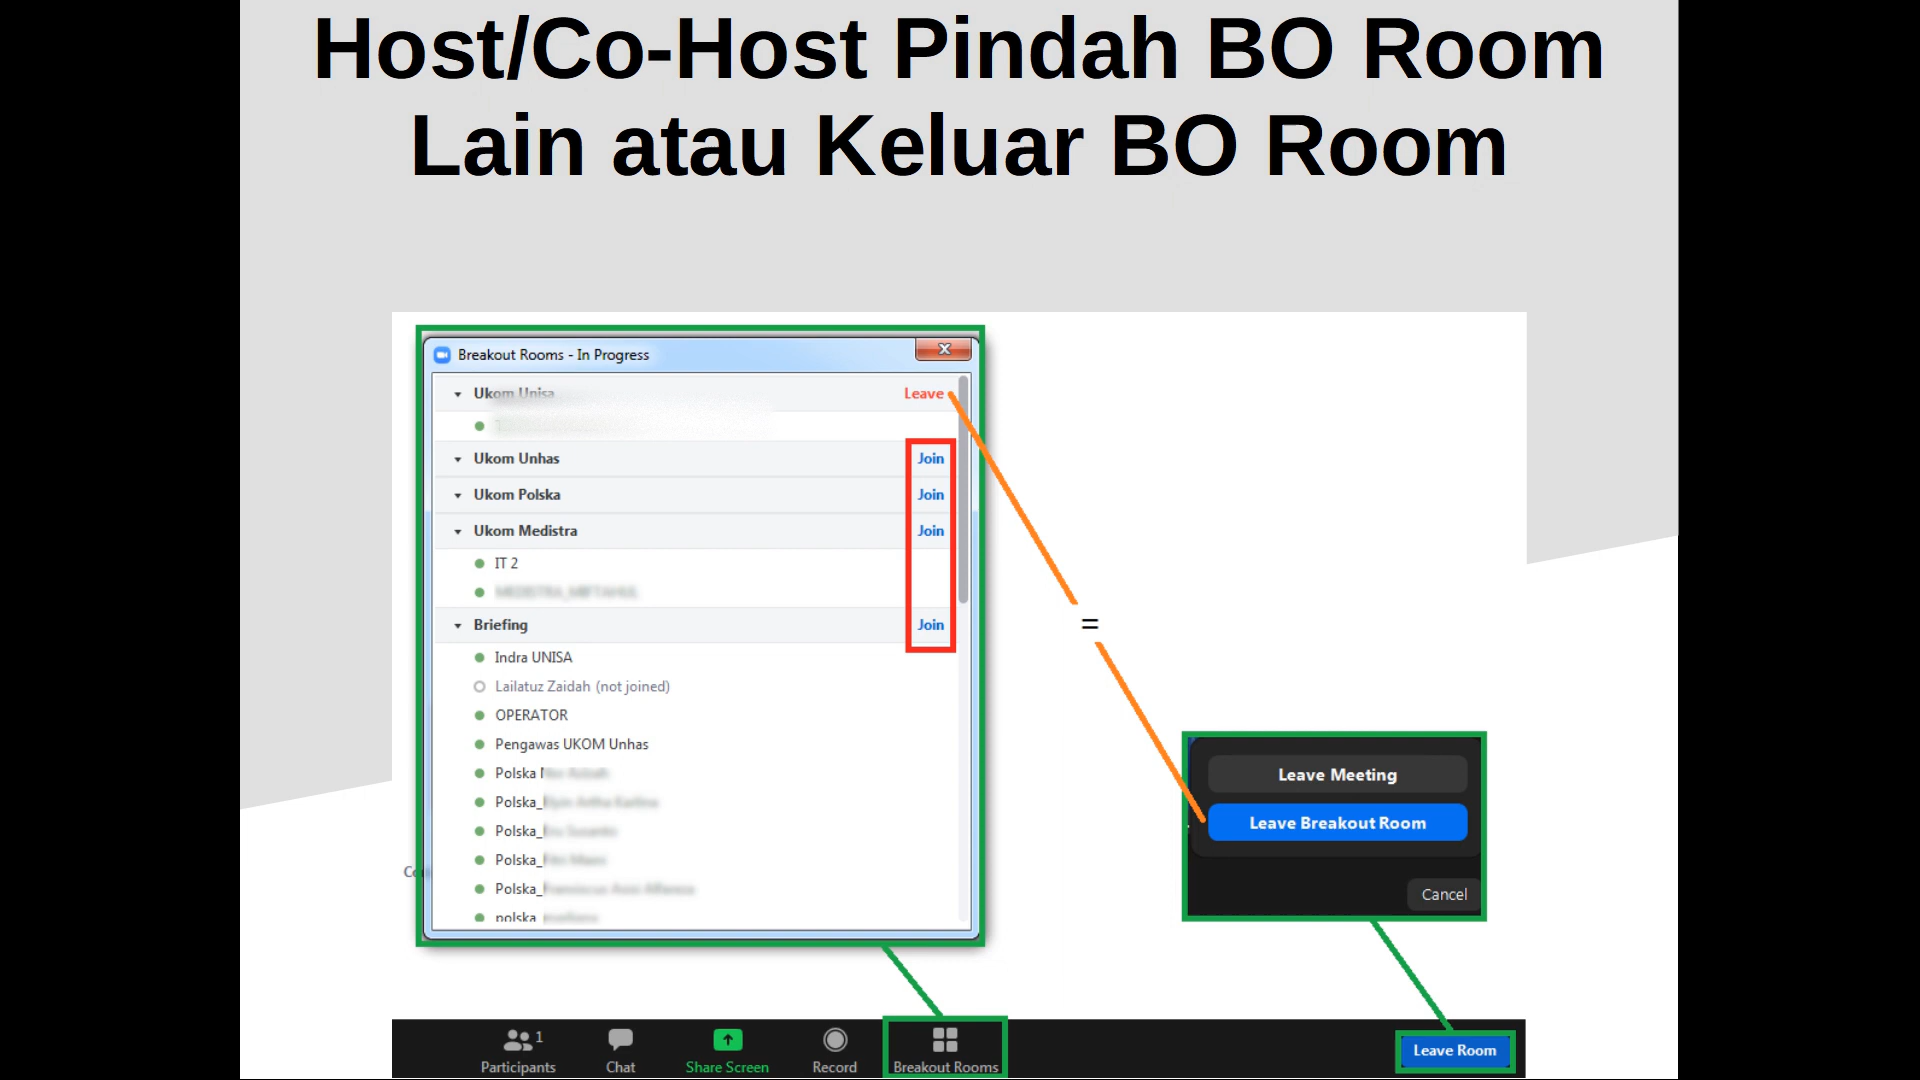 Host/Co-Host Pindah BO Room
Lain atau Keluar BO Room
Breakout Rooms - In Progress
Ukom Unisa Leave
Ukom Unhas Join
Ukom Polska Join
Ukom Medistra Join
IT 2
Briefing Join
Indra UNISA
Lailatuz Zaidah (not joined)
OPERATOR
Pengawas UKOM Unhas
Polska
Polska_
Polska_
Polska_
Polska_
polska
=
Leave Meeting
Leave Breakout Room
Cancel
Participants 1
Chat
Share Screen
Record
Breakout Rooms
Leave Room